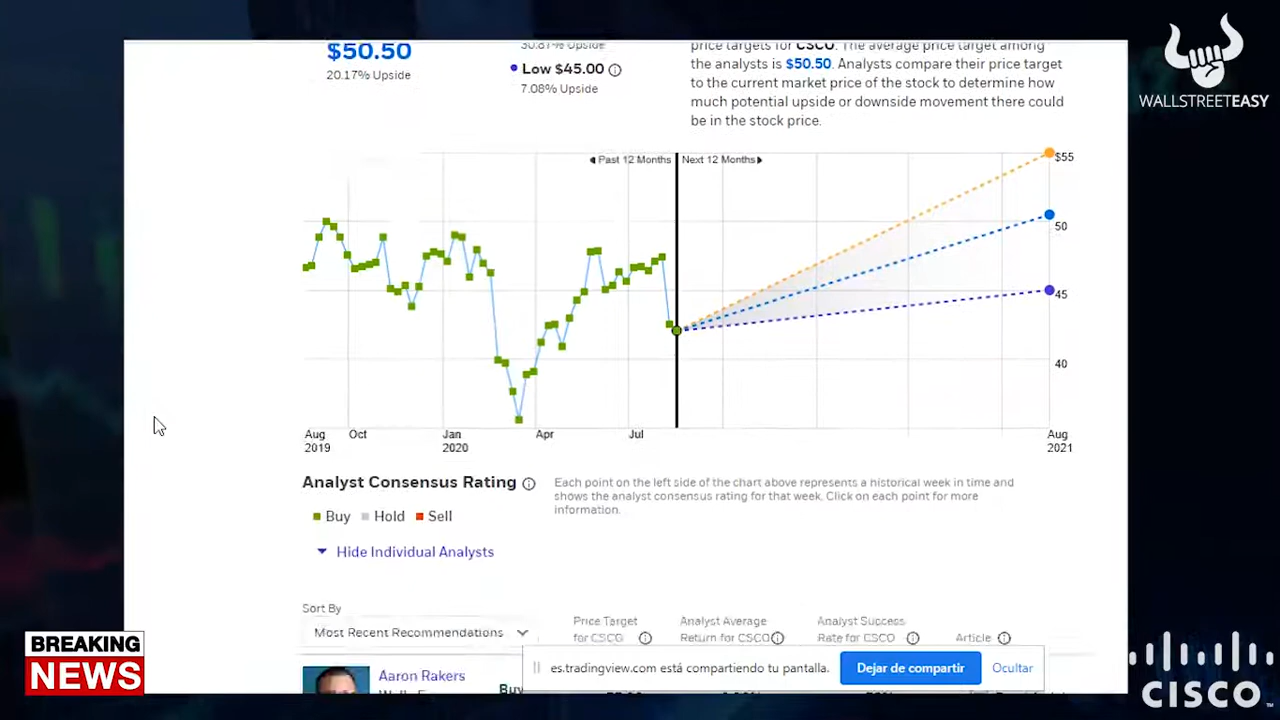 $50.50
20.17% Upside
30.87% Upside
Low $45.00
7.08% Upside
price targets for CSCO. The average price target among
the analysts is $50.50. Analysts compare their price target
to the current market price of the stock to determine how
much potential upside or downside movement there could
be in the stock price.
WALLSTREETEASY
Past 12 Months
Next 12 Months
$55
50
45
40
Aug
2019
Oct
Jan
2020
Apr
Jul
Aug
2021
Analyst Consensus Rating
Each point on the left side of the chart above represents a historical week in time and
shows the analyst consensus rating for that week. Click on each point for more
information.
Buy
Hold
Sell
Hide Individual Analysts
Sort By
Most Recent Recommendations
Price Target
for CSCO
Analyst Average
Return for CSCO
Analyst Success
Rate for CSCO
Article
Aaron Rakers
Buy
es.tradingview.com está compartiendo tu pantalla.
Dejar de compartir
Ocultar
BREAKING
NEWS
CISCO